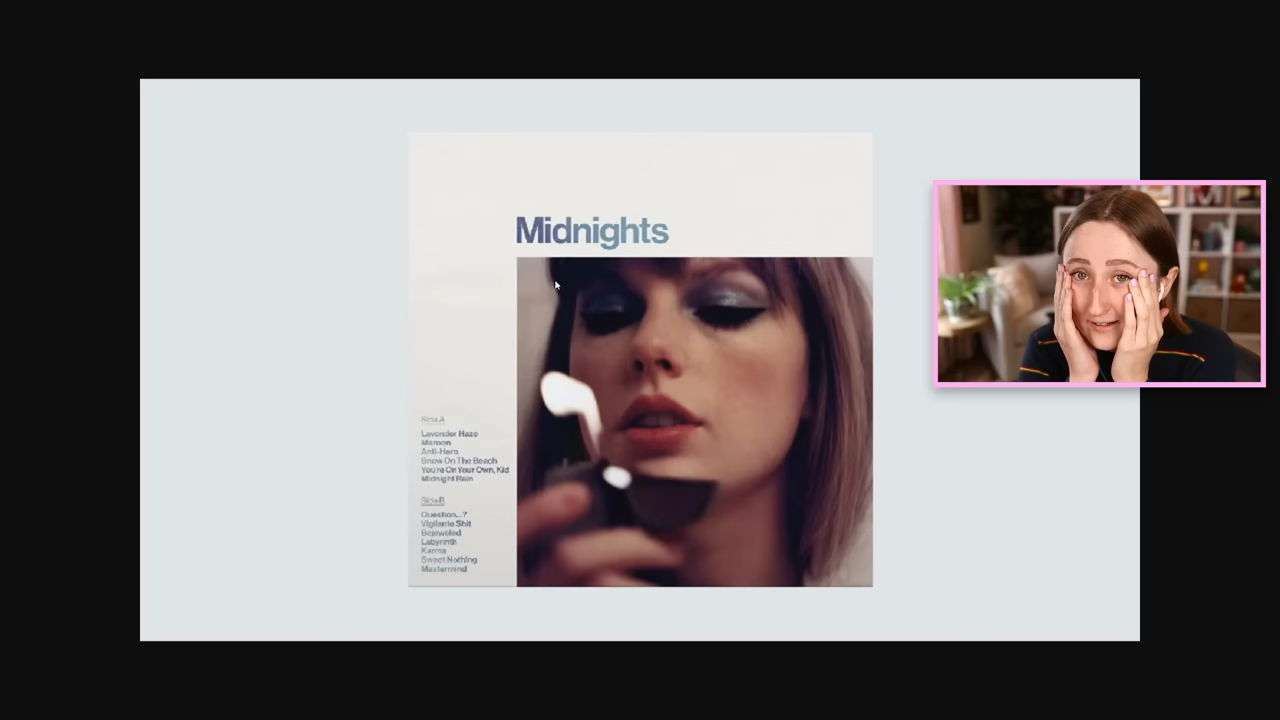 Midnights
Side A
Lavender Haze
Maroon
Anti-Hero
Snow On The Beach
You're On Your Own, Kid
Midnight Rain
Side B
Question...?
Vigilante Shit
Bejeweled
Labyrinth
Karma
Sweet Nothing
Mastermind